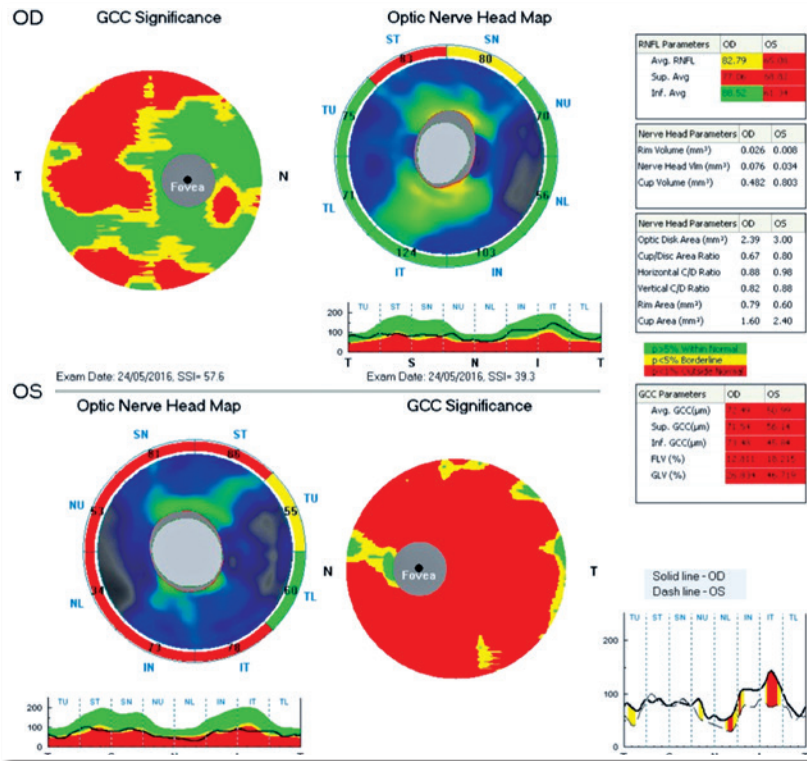 OD
GCC Significance
Optic Nerve Head Map
T
Fovea
N
ST
SN
TU
NU
TL
NL
IT
IN
83
80
75
70
71
56
124
103
TU ST SN NU NL IN IT TL
200
100
0
T S N I T
Exam Date: 24/05/2016, SSI= 57.6
Exam Date: 24/05/2016, SSI= 39.3
RNFL Parameters OD OS
Avg. RNFL 82.79
Sup. Avg 77.06
Inf. Avg 88.52 61.34
Nerve Head Parameters OD OS
Rim Volume (mm³) 0.026 0.008
Nerve Head Vlm (mm³) 0.076 0.034
Cup Volume (mm³) 0.482 0.803
Nerve Head Parameters OD OS
Optic Disk Area (mm²) 2.39 3.00
Cup/Disc Area Ratio 0.67 0.80
Horizontal C/D Ratio 0.88 0.98
Vertical C/D Ratio 0.82 0.88
Rim Area (mm²) 0.79 0.60
Cup Area (mm²) 1.60 2.40
p>5% Within Normal
p<5% Borderline
p<1% Outside Normal
GCC Parameters OD OS
Avg. GCC(µm)
Sup. GCC(µm)
Inf. GCC(µm)
FLV (%)
GLV (%)
OS
Optic Nerve Head Map
GCC Significance
SN
ST
NU
TU
NL
TL
IN
IT
81
53
55
34
60
73
78
N
Fovea
T
TU ST SN NU NL IN IT TL
200
100
0
Solid line - OD
Dash line - OS
TU ST SN NU NL IN IT TL
200
100
0